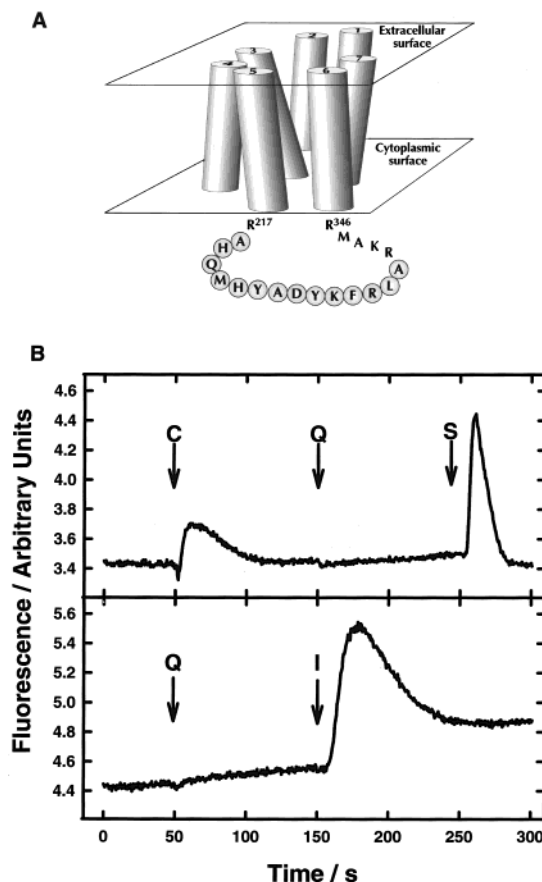 A
Extracellular
surface
1
2
3
4
5
6
7
Cytoplasmic
surface
R217
R346
M A K R
A H Q M H Y A D Y K F R L A
B
4.6
4.4
4.2
4.0
3.8
3.6
3.4
C
Q
S
5.6
5.4
5.2
5.0
4.8
4.6
4.4
Q
I
Fluorescence / Arbitrary Units
0 50 100 150 200 250 300
Time / s